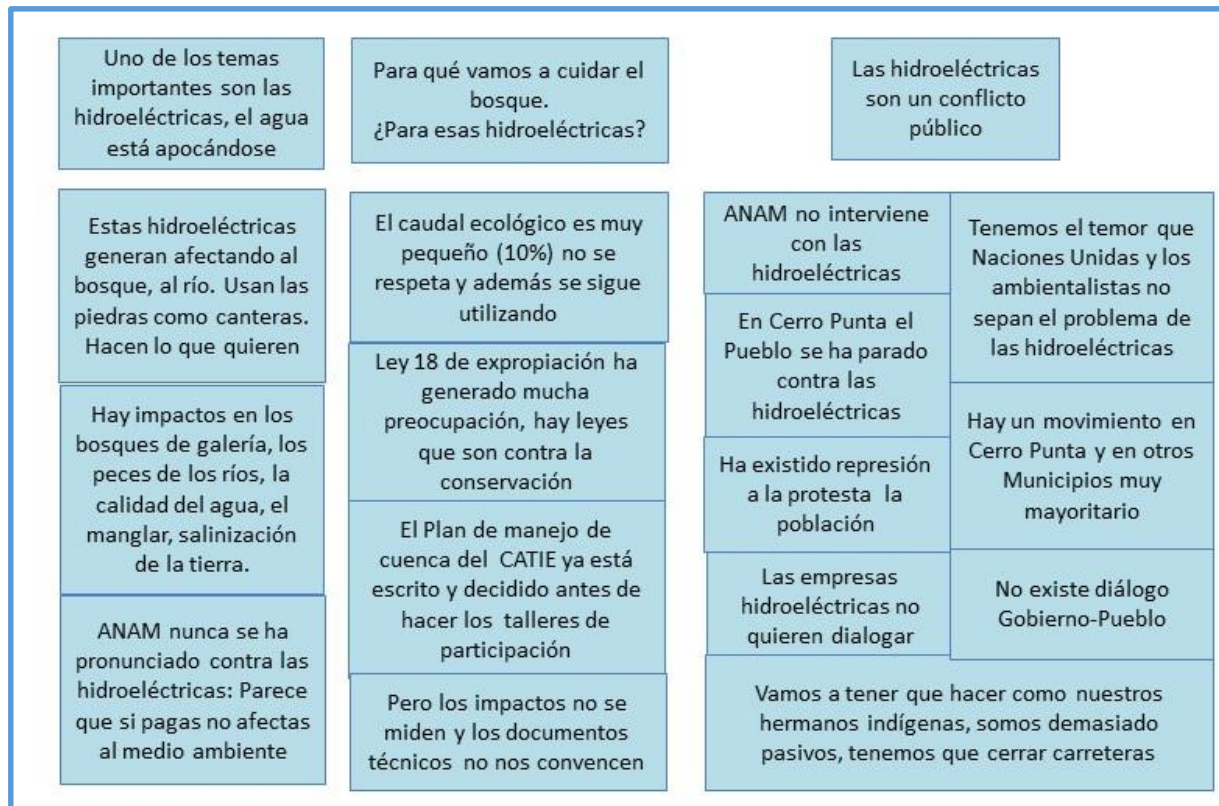 Uno de los temas
importantes son las
hidroeléctricas, el agua
está apocándose
Estas hidroeléctricas
generan afectando al
bosque, al río. Usan las
piedras como canteras.
Hacen lo que quieren
Hay impactos en los
bosques de galería, los
peces de los ríos, la
calidad del agua, el
manglar, salinización
de la tierra.
ANAM nunca se ha
pronunciado contra las
hidroeléctricas: Parece
que si pagas no afectas
al medio ambiente
Para qué vamos a cuidar el
bosque.
¿Para esas hidroeléctricas?
El caudal ecológico es muy
pequeño (10%) no se
respeta y además se sigue
utilizando
Ley 18 de expropiación ha
generado mucha
preocupación, hay leyes
que son contra la
conservación
El Plan de manejo de
cuenca del CATIE ya está
escrito y decidido antes de
hacer los talleres de
participación
Pero los impactos no se
miden y los documentos
técnicos no nos convencen
Las hidroeléctricas
son un conflicto
público
ANAM no interviene
con las
hidroeléctricas
En Cerro Punta el
Pueblo se ha parado
contra las
hidroeléctricas
Ha existido represión
a la protesta la
población
Las empresas
hidroeléctricas no
quieren dialogar
Tenemos el temor que
Naciones Unidas y los
ambientalistas no
sepan el problema de
las hidroeléctricas
Hay un movimiento en
Cerro Punta y en otros
Municipios muy
mayoritario
No existe diálogo
Gobierno-Pueblo
Vamos a tener que hacer como nuestros
hermanos indígenas, somos demasiado
pasivos, tenemos que cerrar carreteras